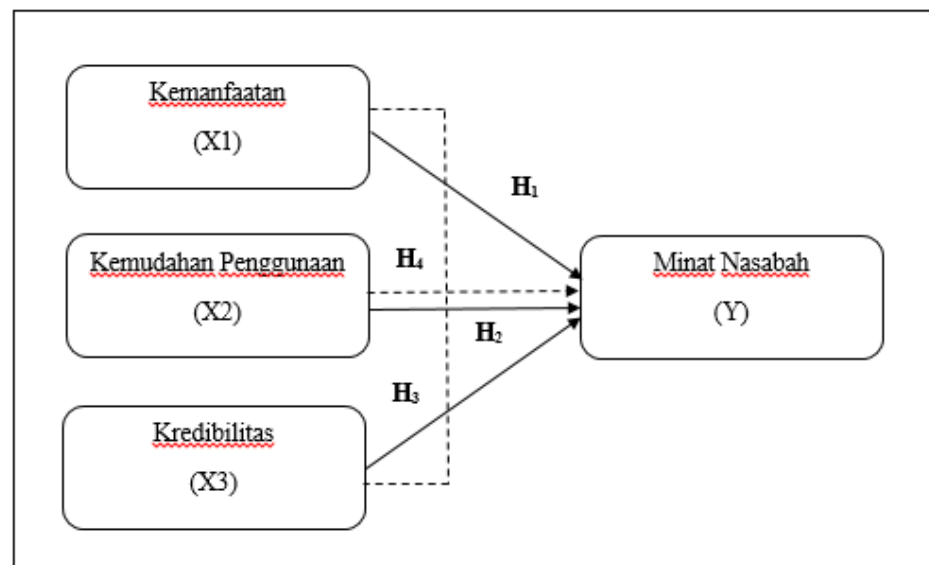 Kemanfaatan
(X1)
H₁
Kemudahan Penggunaan
(X2)
H₄
H₂
Minat Nasabah
(Y)
H₃
Kredibilitas
(X3)